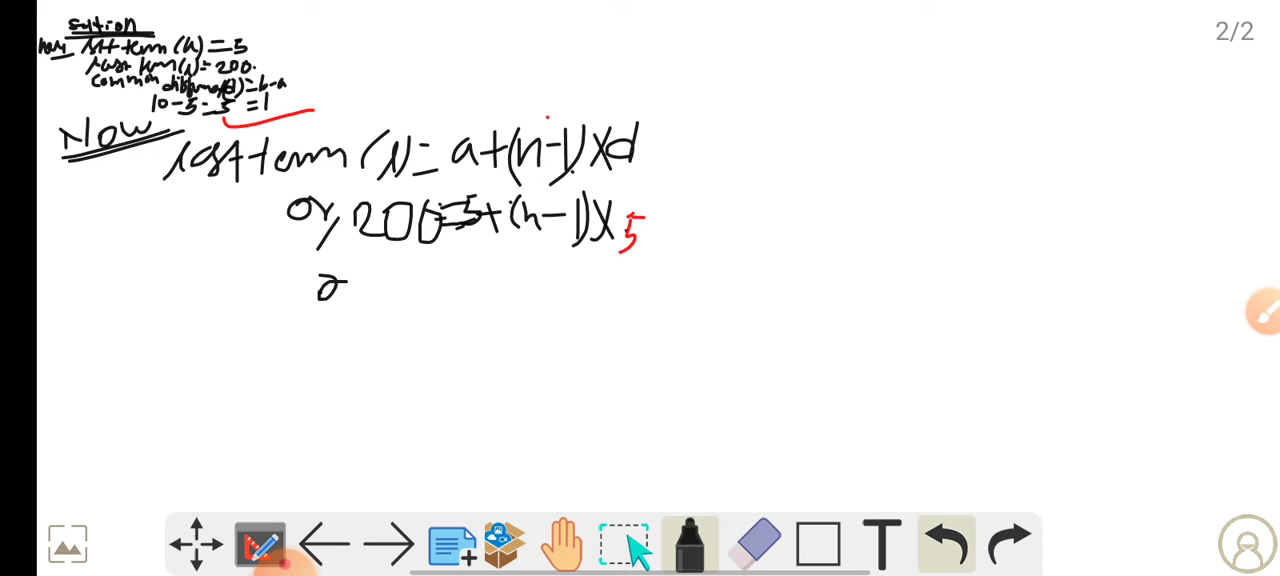 2/2
solution
1st term (a) = 5
last term (l) = 200.
common difference(d) = b-a
10-5 = 5 = 1
Now
last term (l) = a+(n-1)Xd
or, 200=5+(n-1)X5
T